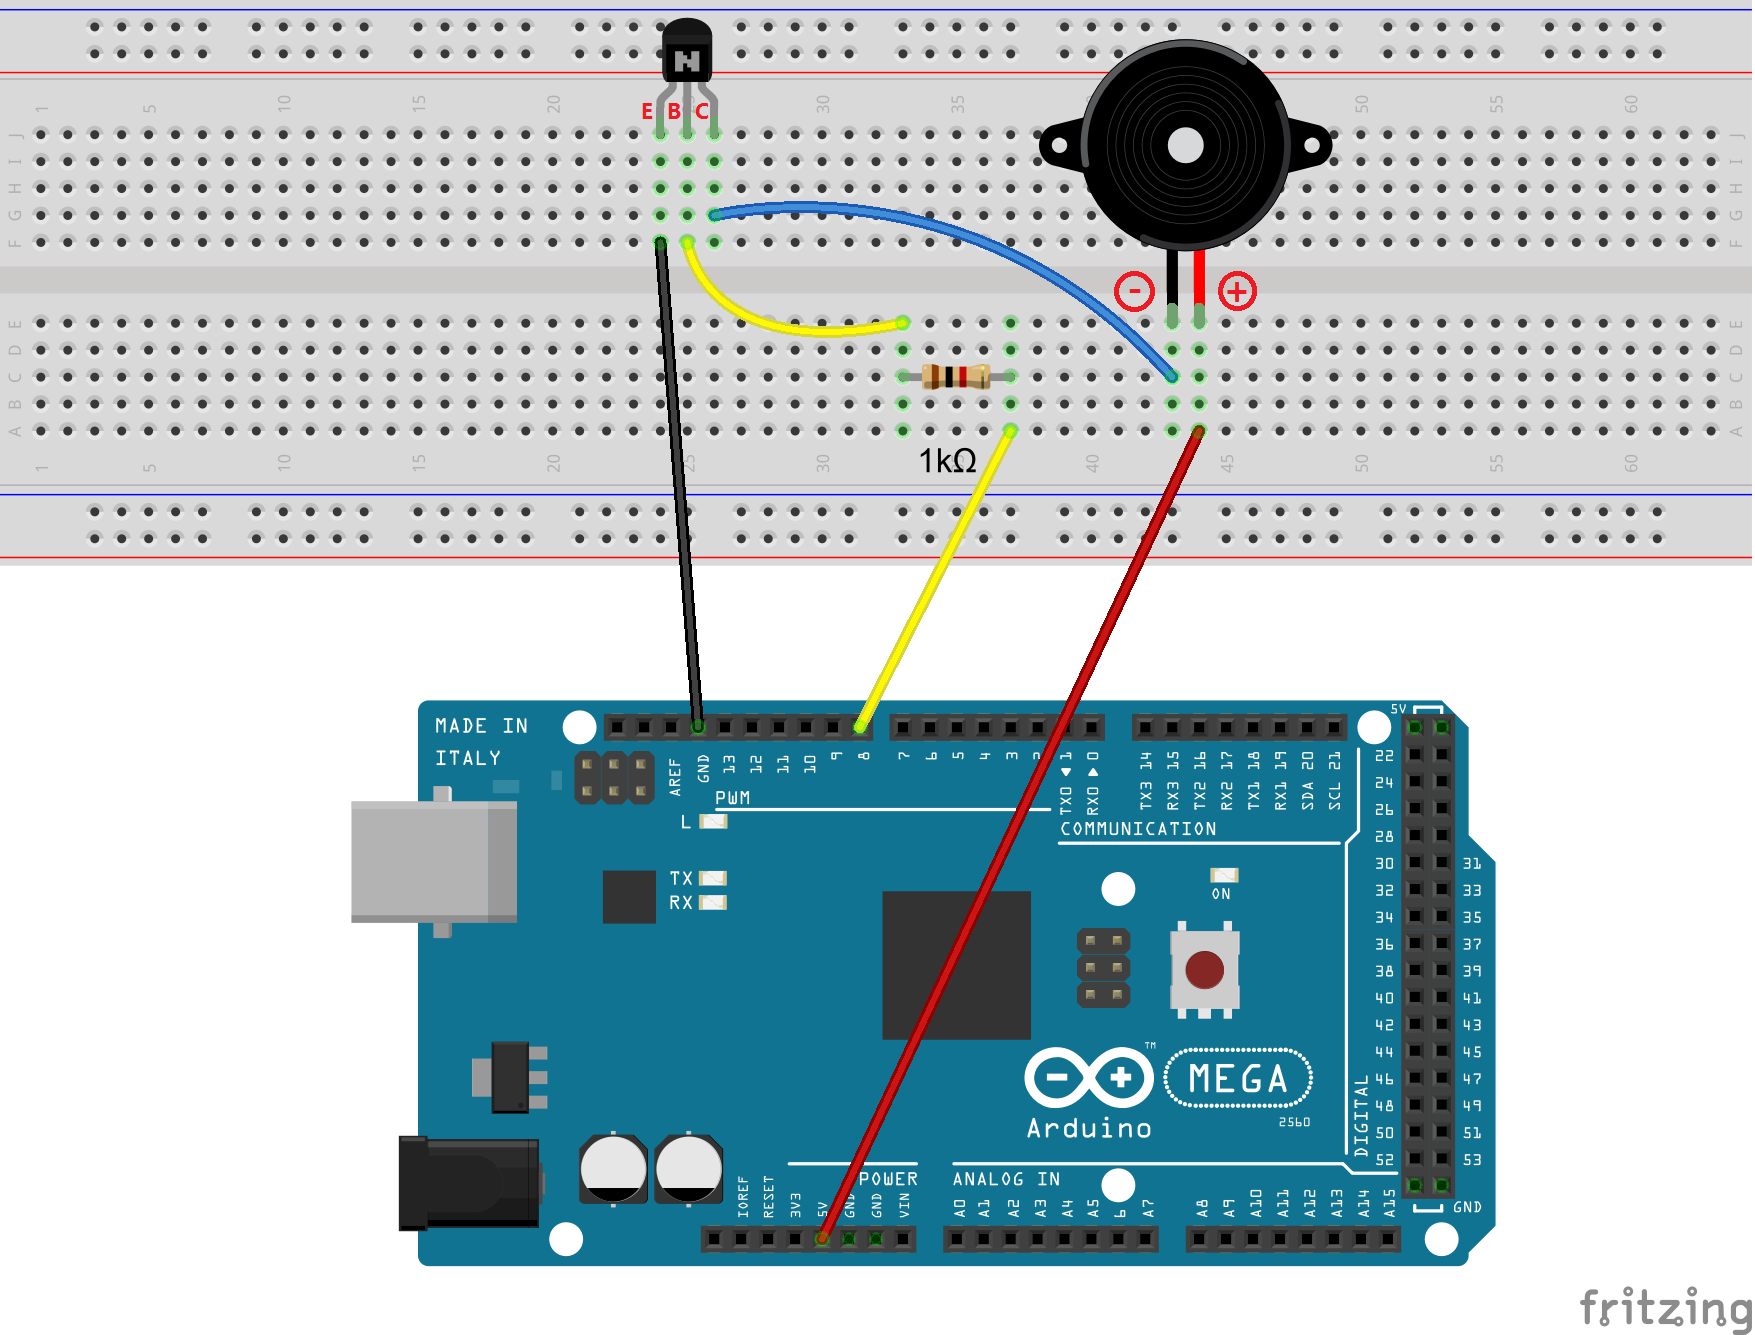 1 5 10 15 20 25 30 35 40 45 50 55 60
N
E B C
J J
I I
H H
G G
F F
- +
E E
D D
C C
B B
A A
1kΩ
1 5 10 15 20 25 30 35 40 45 50 55 60
MADE IN
ITALY
AREF GND 13 12 11 10 9 8 7 6 5 4 3 2 TX0 1 RX0 0 TX3 14 RX3 15 TX2 16 RX2 17 TX1 18 RX1 19 SDA 20 SCL 21
5V
22
24
26
28
30 31
32 33
34 35
36 37
38 39
40 41
42 43
44 45
46 47
48 49
50 51
52 53
GND
PWM
L
COMMUNICATION
TX
RX
ON
TM
MEGA
Arduino
2560
DIGITAL
POWER
ANALOG IN
IOREF RESET 3V3 5V GND GND VIN A0 A1 A2 A3 A4 A5 6 A7 A8 A9 A10 A11 A12 A13 A14 A15
fritzing